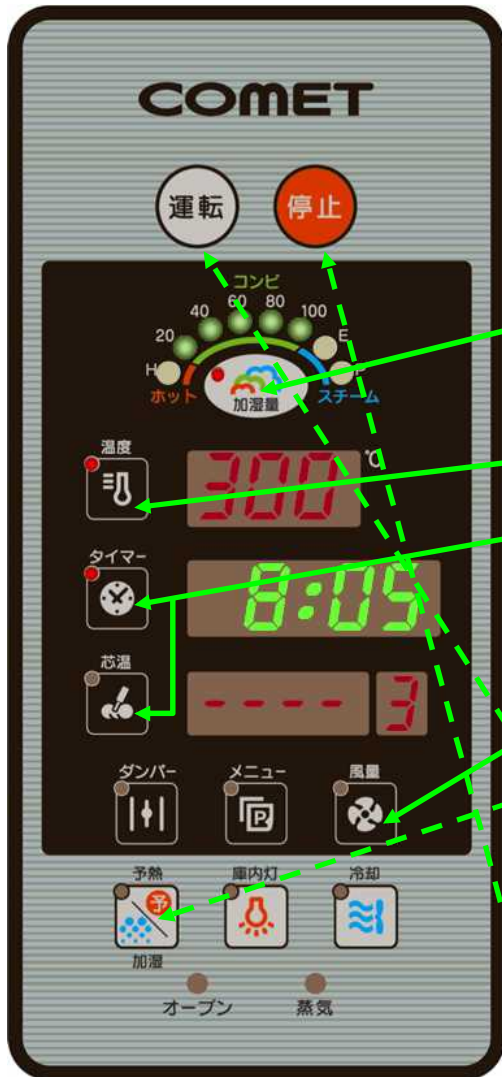 COMET
運転 停止
コンビ
20 40 60 80 100
H E
P
ホット 加湿量 スチーム
温度
300 ℃
タイマー
8:05
芯温
---- 3
ダンパー メニュー 風量
P
予熱 庫内灯 冷却
予
加湿
オーブン 蒸気